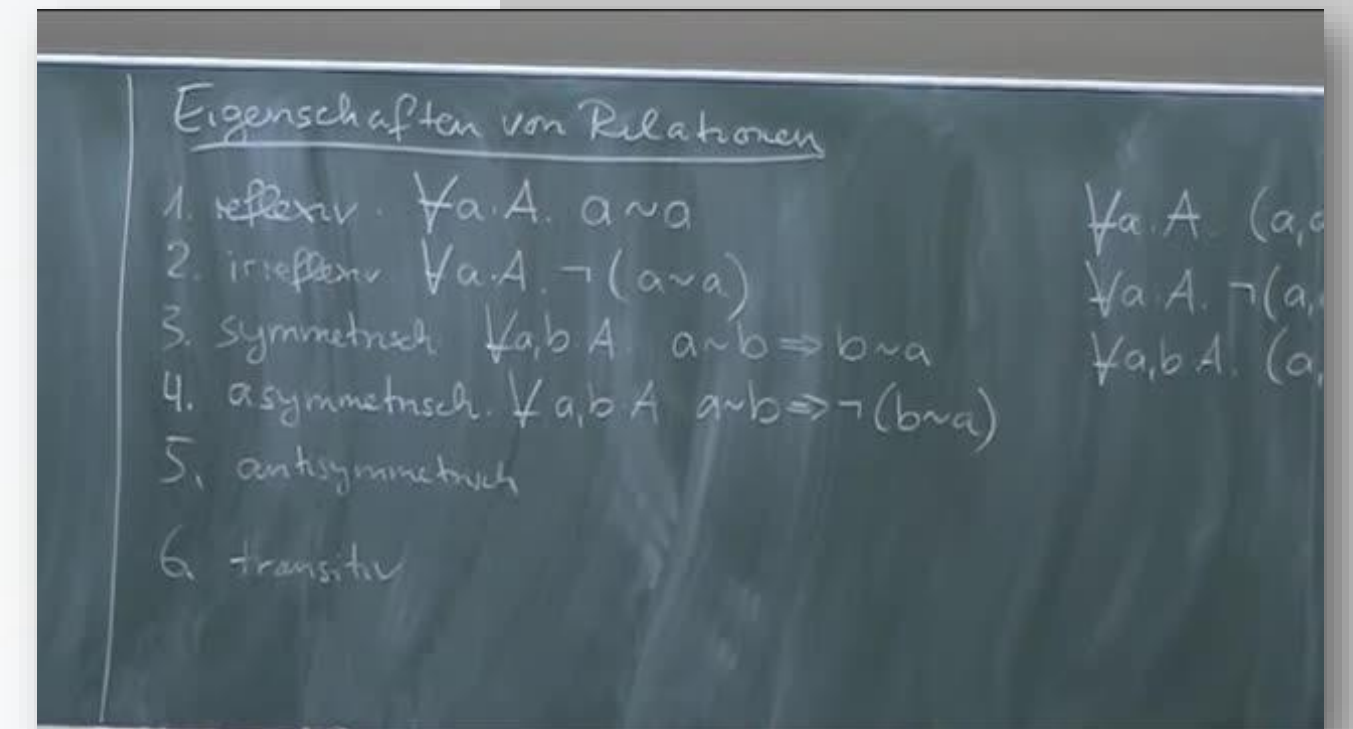 Eigenschaften von Relationen
1. reflexiv. ∀a:A. a~a
2. irreflexiv ∀a:A. ¬(a~a)
3. symmetrisch ∀a,b:A. a~b ⇒ b~a
4. asymmetrisch. ∀a,b:A a~b ⇒ ¬(b~a)
5. antisymmetrisch
6. transitiv
∀a:A. (a,a
∀a:A. ¬(a,
∀a,b:A. (a,